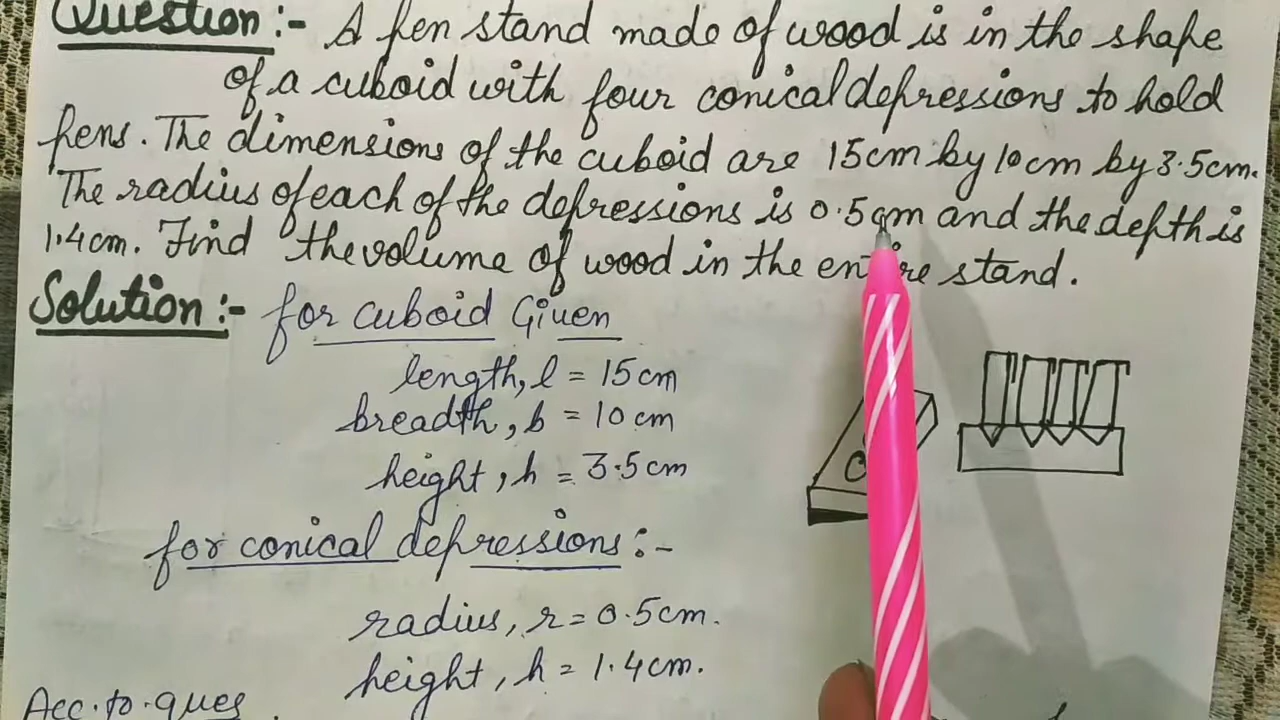 Question :- A pen stand made of wood is in the shape
of a cuboid with four conical depressions to hold
pens. The dimensions of the cuboid are 15cm by 10cm by 3.5cm.
The radius of each of the depressions is 0.5cm and the depth is
1.4cm. Find the volume of wood in the entire stand.
Solution :- for cuboid Given
length, l = 15cm
breadth, b = 10 cm
height, h = 3.5cm
for conical depressions :-
radius, r = 0.5cm.
height, h = 1.4cm.
Acc. to. ques